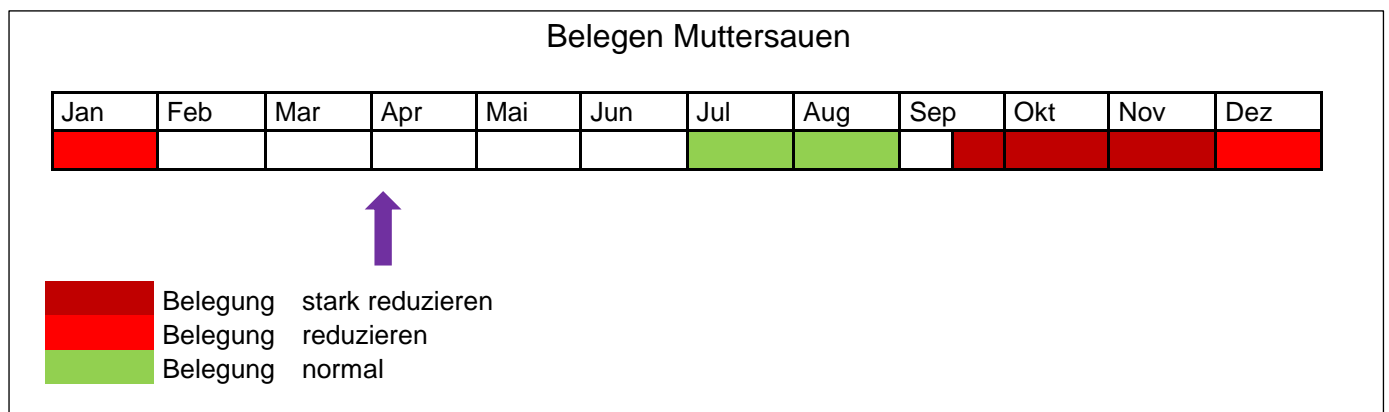 Belegen Muttersauen
Jan Feb Mar Apr Mai Jun Jul Aug Sep Okt Nov Dez
Belegung stark reduzieren
Belegung reduzieren
Belegung normal